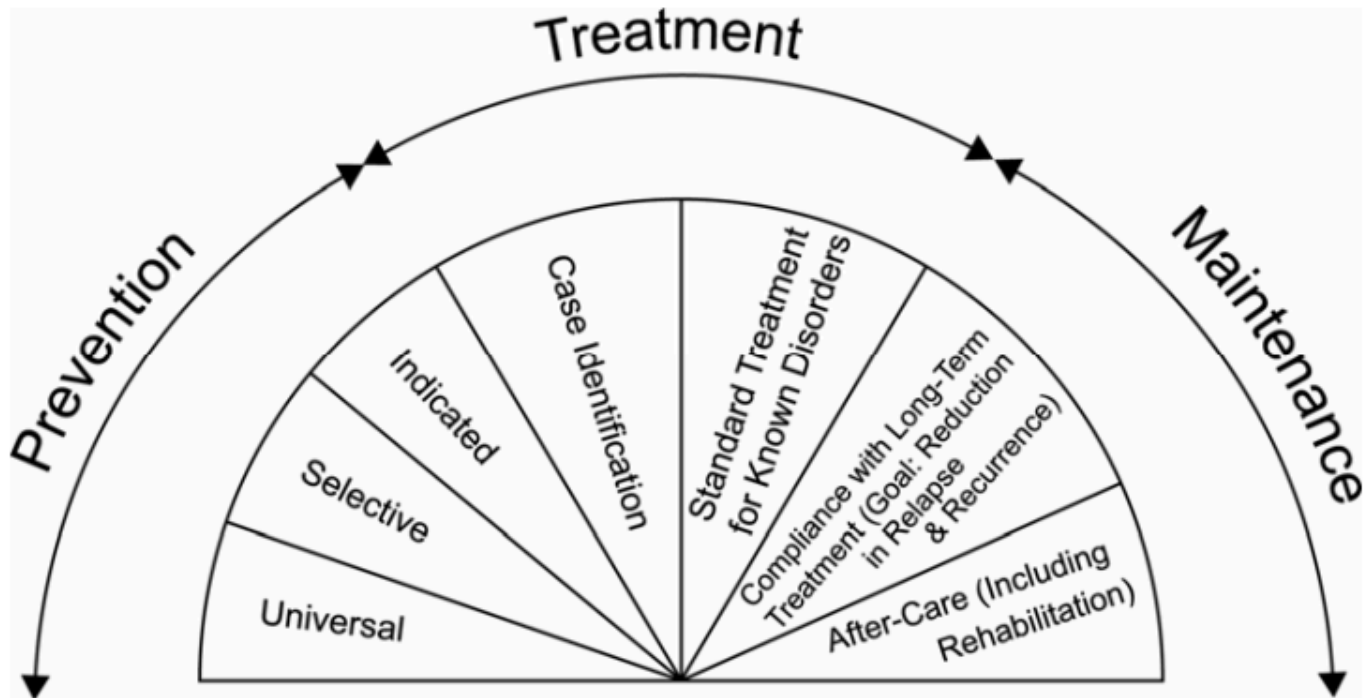 Treatment
Prevention
Maintenance
Universal
Selective
Indicated
Case Identification
Standard Treatment
for Known Disorders
Compliance with Long-Term
Treatment (Goal: Reduction
in Relapse
& Recurrence)
After-Care (Including
Rehabilitation)